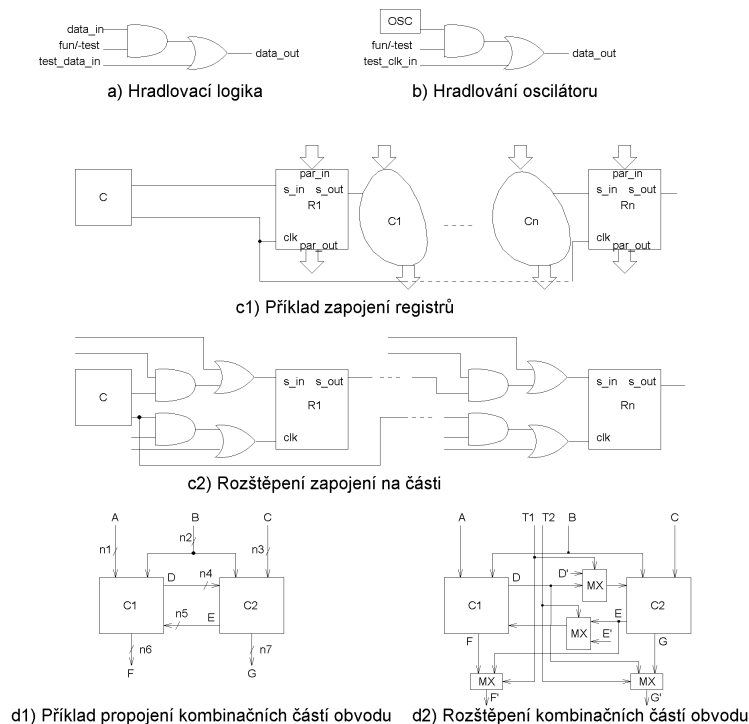 data_in
fun/-test
test_data_in
data_out
a) Hradlovací logika
OSC
fun/-test
test_clk_in
data_out
b) Hradlování oscilátoru
C
par_in
s_in s_out
R1
clk
par_out
C1
Cn
par_in
s_in s_out
Rn
clk
par_out
c1) Příklad zapojení registrů
C
s_in s_out
R1
clk
s_in s_out
Rn
clk
c2) Rozštěpení zapojení na části
A B C
n1 n2 n3
D n4
C1 C2
n5 E
n6 n7
F G
d1) Příklad propojení kombinačních částí obvodu
A T1 T2 B C
D D' MX
C1 E C2
MX E'
F G
MX MX
F' G'
d2) Rozštěpení kombinačních částí obvodu